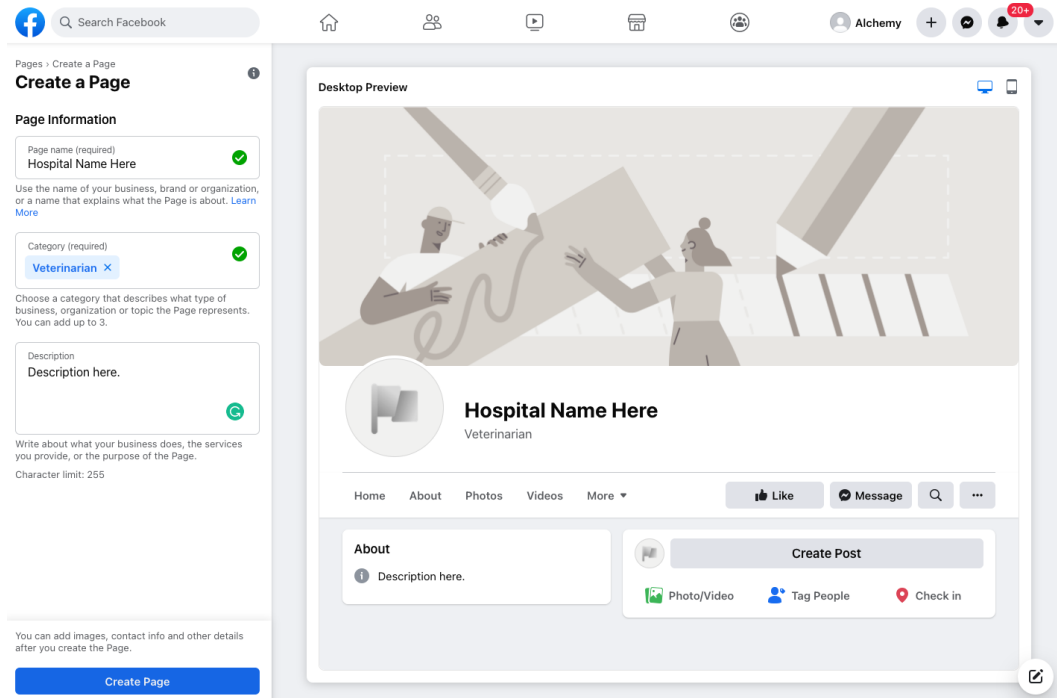 Search Facebook
Alchemy
20+
Pages › Create a Page
Create a Page
Page Information
Page name (required)
Hospital Name Here
Use the name of your business, brand or organization,
or a name that explains what the Page is about. Learn
More
Category (required)
Veterinarian
Choose a category that describes what type of
business, organization or topic the Page represents.
You can add up to 3.
Description
Description here.
Write about what your business does, the services
you provide, or the purpose of the Page.
Character limit: 255
You can add images, contact info and other details
after you create the Page.
Create Page
Desktop Preview
Hospital Name Here
Veterinarian
Home About Photos Videos More
Like Message
About
Description here.
Create Post
Photo/Video Tag People Check in